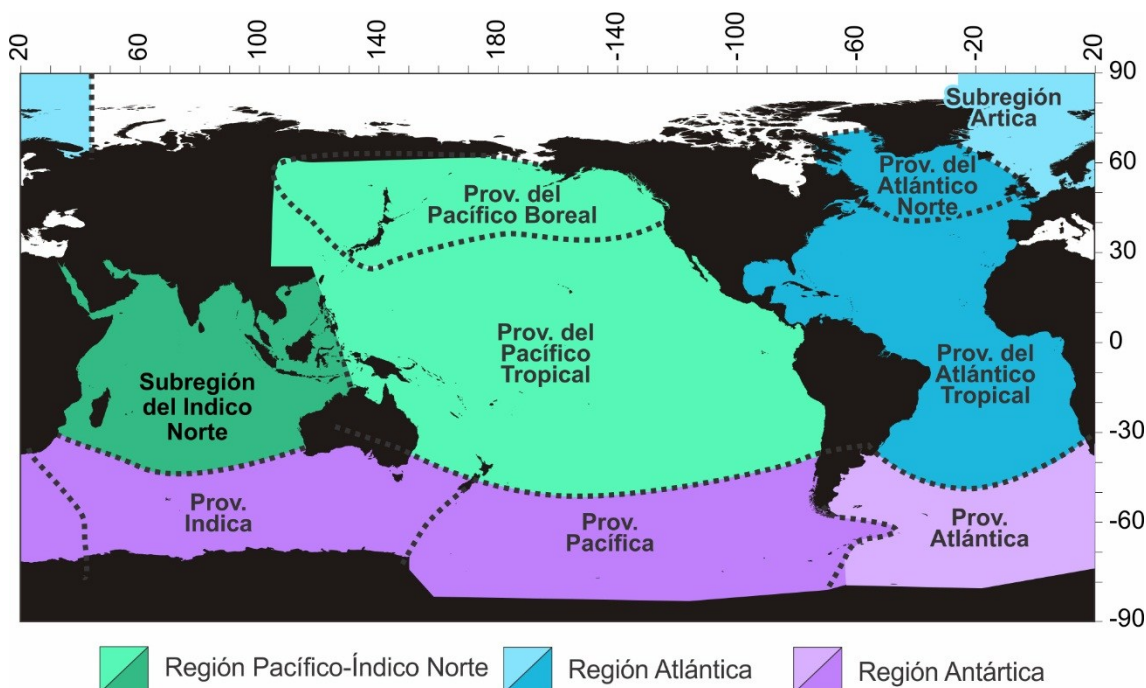 20 100 140 180 -140 -100 -60 -20 20
90
Subregión
Artica
60
Prov. del
Atlántico
Norte
Prov. del
Pacífico Boreal
30
0
Prov. del
Pacífico
Tropical
Prov. del
Atlántico
Tropical
Subregión
del Indico
Norte
-30
Prov.
Indica
Prov.
Pacífica
Prov.
Atlántica
-60
-90
Región Pacífico-Índico Norte Región Atlántica Región Antártica